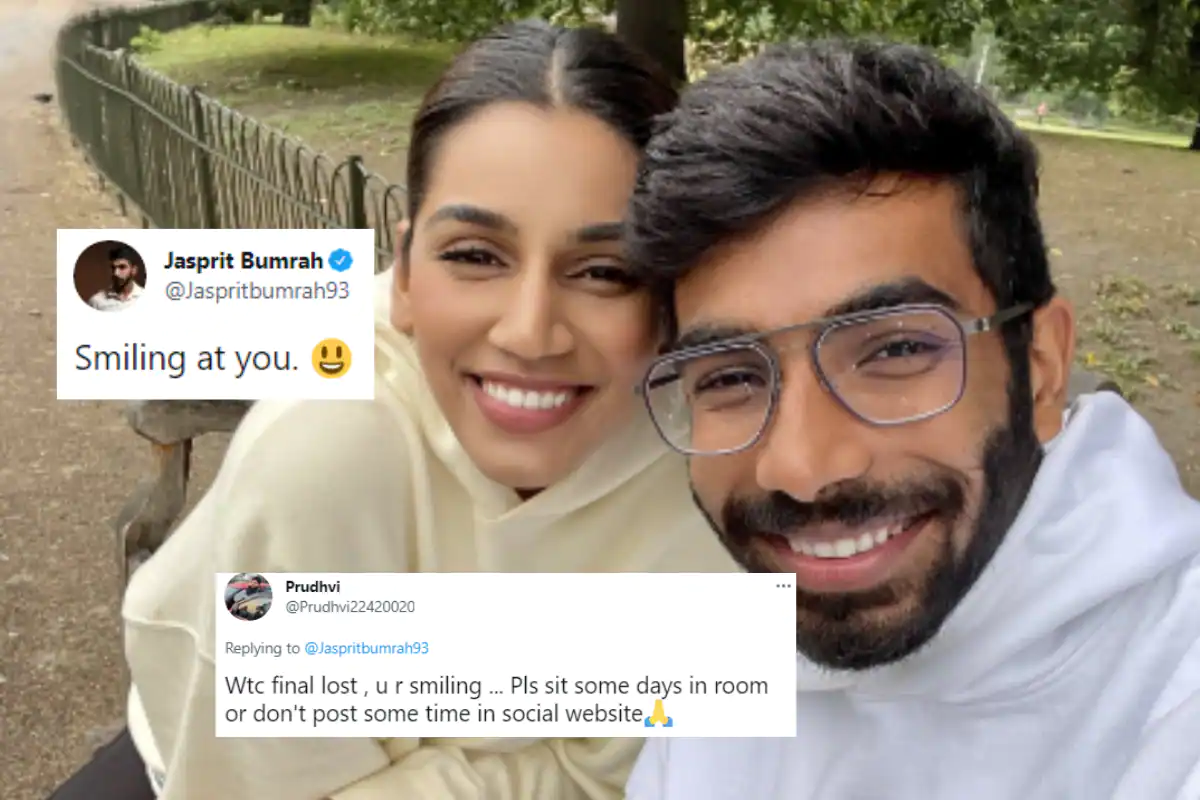 Jasprit Bumrah
@Jaspritbumrah93
Smiling at you. 😃
Prudhvi
@Prudhvi22420020
Replying to @Jaspritbumrah93
Wtc final lost , u r smiling ... Pls sit some days in room
or don't post some time in social website🙏